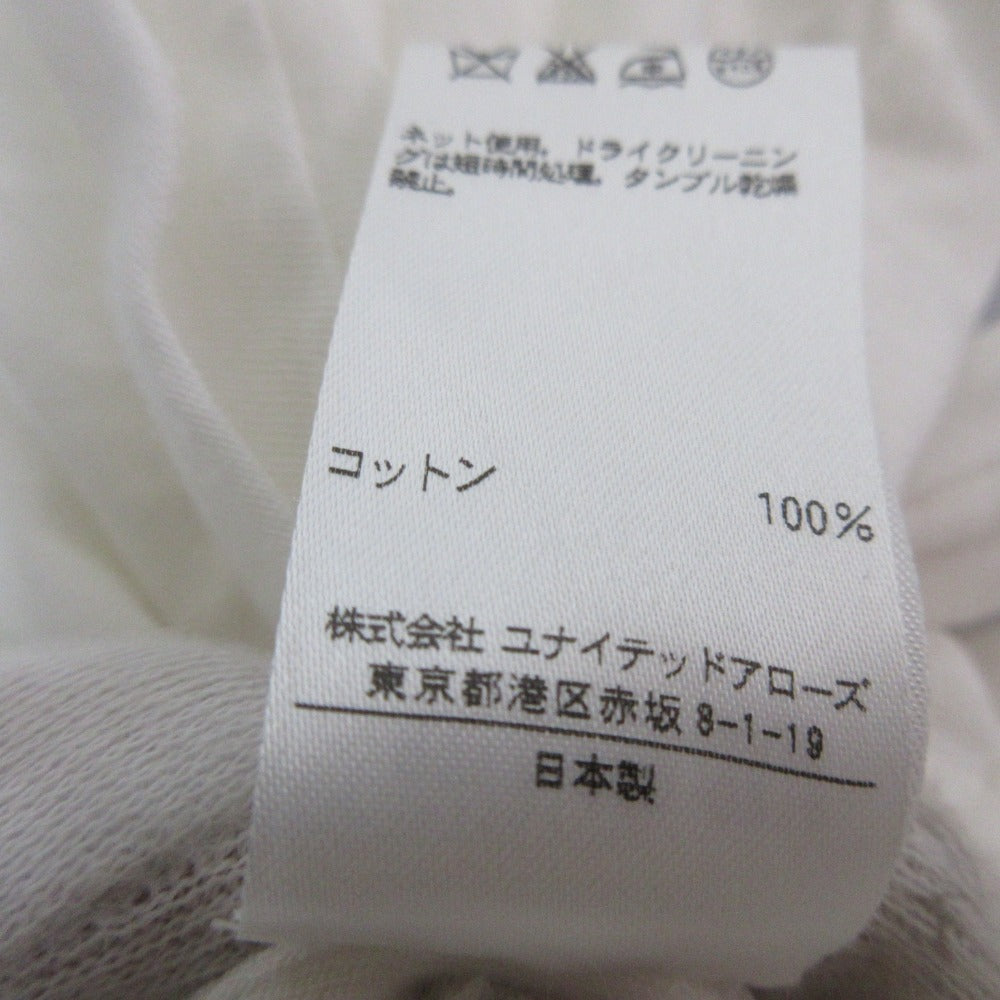 ネット使用。ドライクリーニン
グは短時間処理。タンブル乾燥
禁止。
コットン 100%
株式会社 ユナイテッドアローズ
東京都港区赤坂 8-1-19
日本製